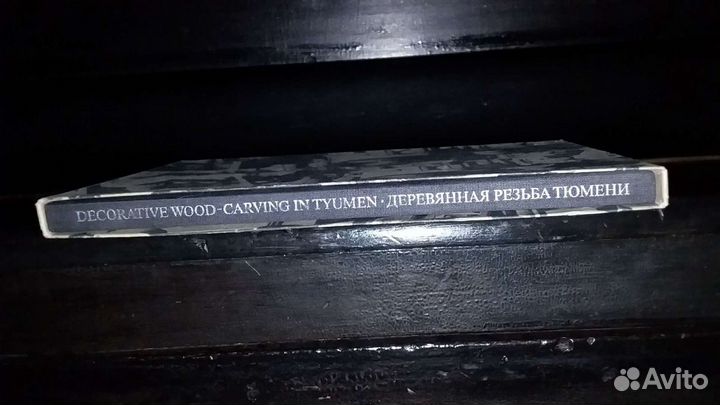 DECORATIVE WOOD-CARVING IN TYUMEN · ДЕРЕВЯННАЯ РЕЗЬБА ТЮМЕНИ
Avito